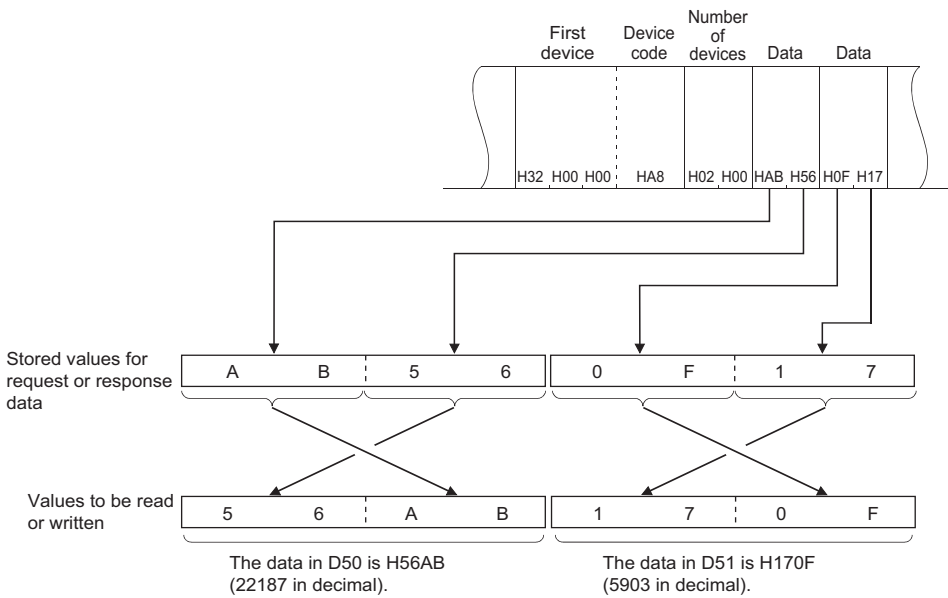 First device
Device code
Number of devices
Data
Data
H32 H00 H00 HA8 H02 H00 HAB H56 H0F H17
Stored values for
request or response
data
A B 5 6 0 F 1 7
Values to be read
or written
5 6 A B 1 7 0 F
The data in D50 is H56AB
(22187 in decimal).
The data in D51 is H170F
(5903 in decimal).